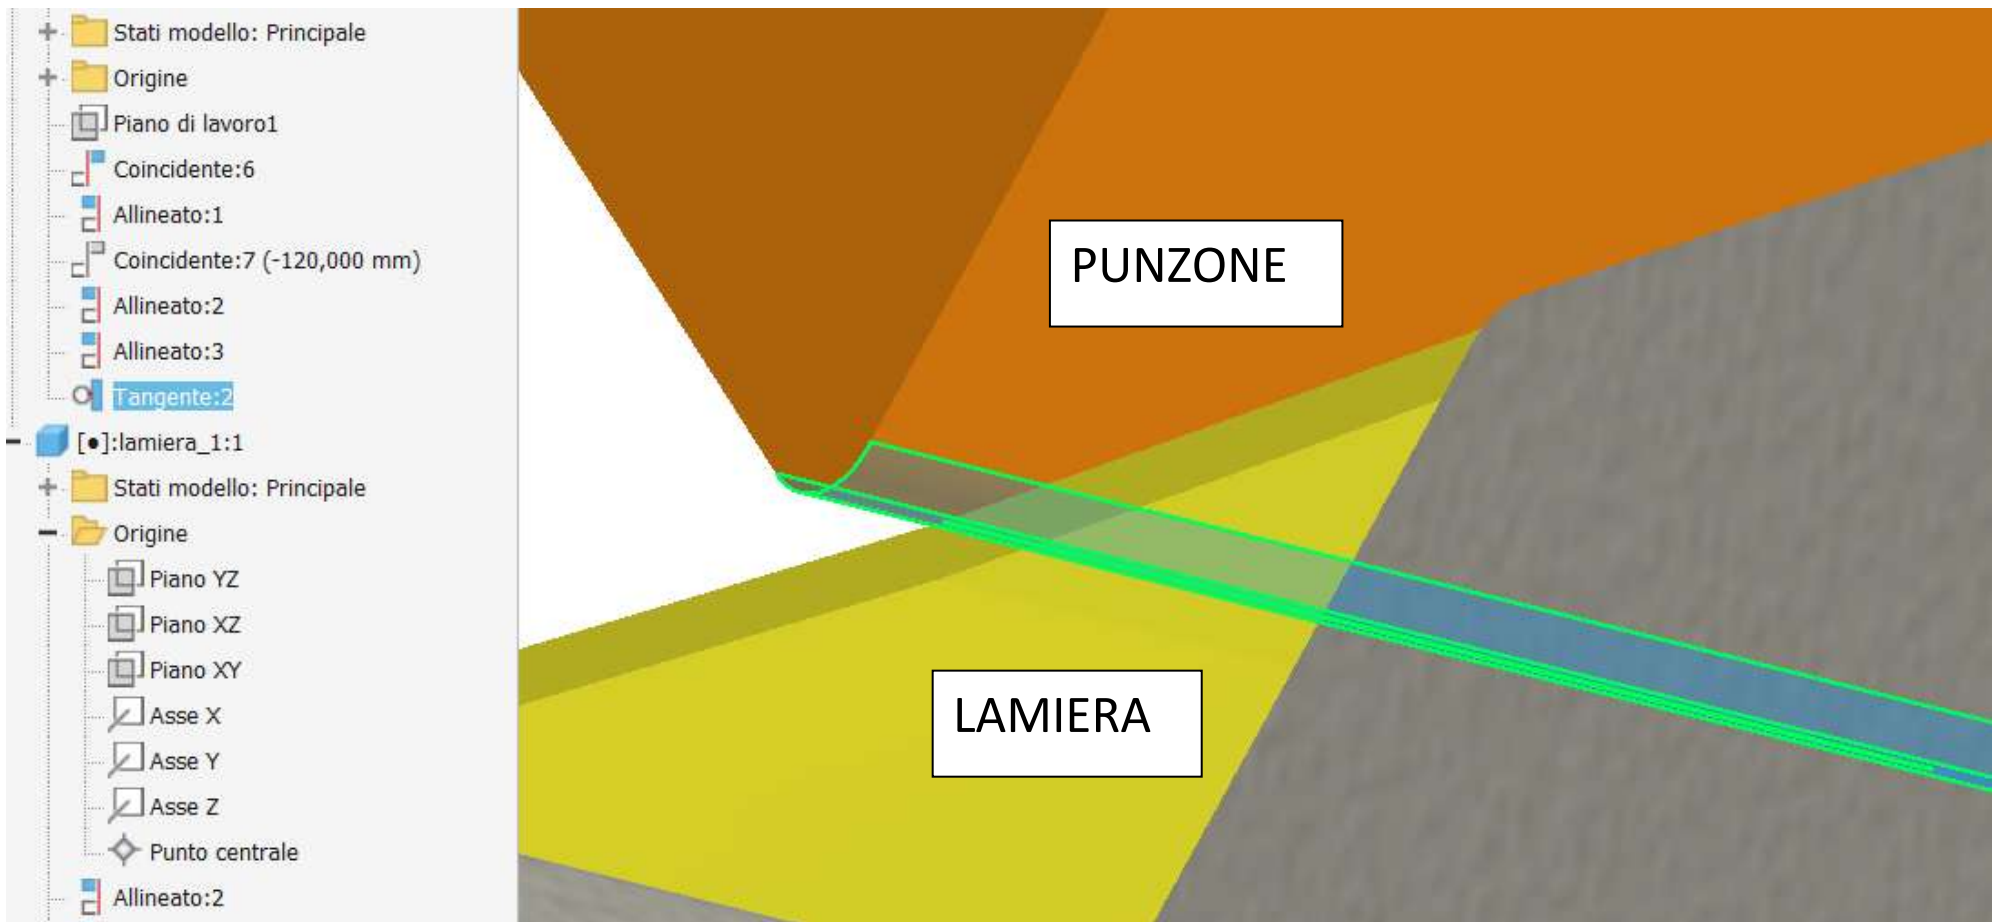 Stati modello: Principale
Origine
Piano di lavoro1
Coincidente:6
Allineato:1
Coincidente:7 (-120,000 mm)
Allineato:2
Allineato:3
Tangente:2
[●]:lamiera_1:1
Stati modello: Principale
Origine
Piano YZ
Piano XZ
Piano XY
Asse X
Asse Y
Asse Z
Punto centrale
Allineato:2
PUNZONE
LAMIERA